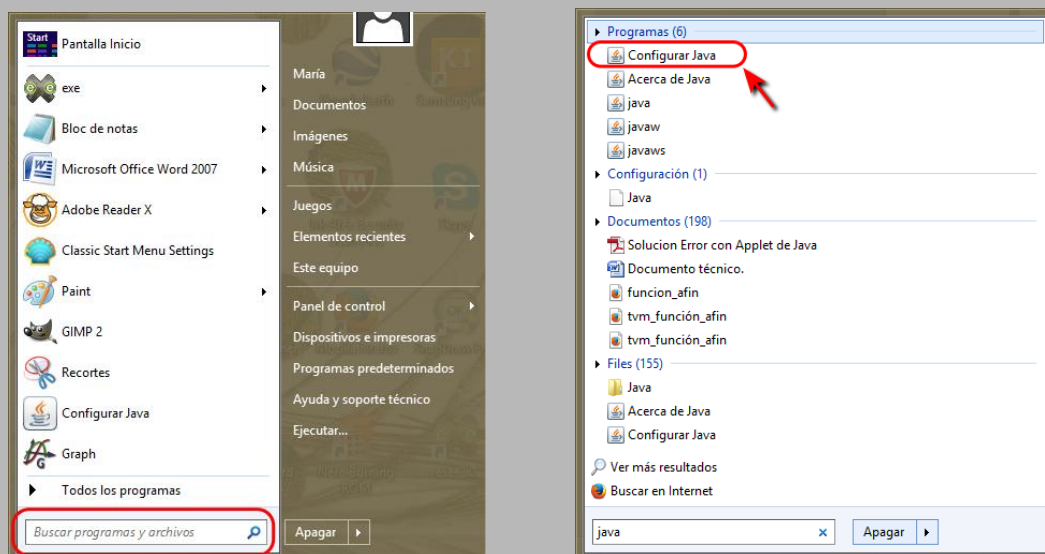 Start
Pantalla Inicio
exe
Bloc de notas
Microsoft Office Word 2007
Adobe Reader X
Classic Start Menu Settings
Paint
GIMP 2
Recortes
Configurar Java
Graph
Todos los programas
Buscar programas y archivos
María
Documentos
Imágenes
Música
Juegos
Elementos recientes
Este equipo
Panel de control
Dispositivos e impresoras
Programas predeterminados
Ayuda y soporte técnico
Ejecutar...
Apagar
Programas (6)
Configurar Java
Acerca de Java
java
javaw
javaws
Configuración (1)
Java
Documentos (198)
Solucion Error con Applet de Java
Documento técnico.
funcion_afin
tvm_función_afin
tvm_función_afin
Files (155)
Java
Acerca de Java
Configurar Java
Ver más resultados
Buscar en Internet
java
Apagar